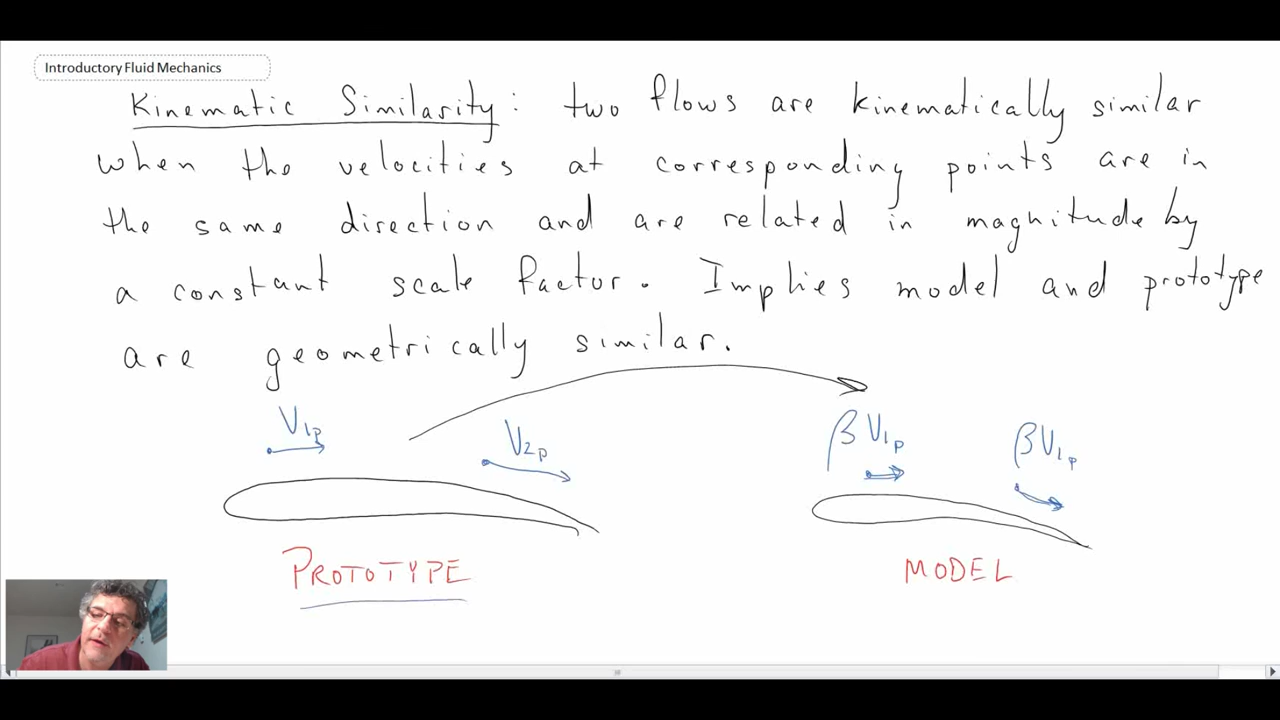 Introductory Fluid Mechanics
Kinematic Similarity: two flows are kinematically similar
when the velocities at corresponding points are in
the same direction and are related in magnitude by
a constant scale factor. Implies model and prototype
are geometrically similar.
V1p V2p βV1p βV1p
PROTOTYPE MODEL